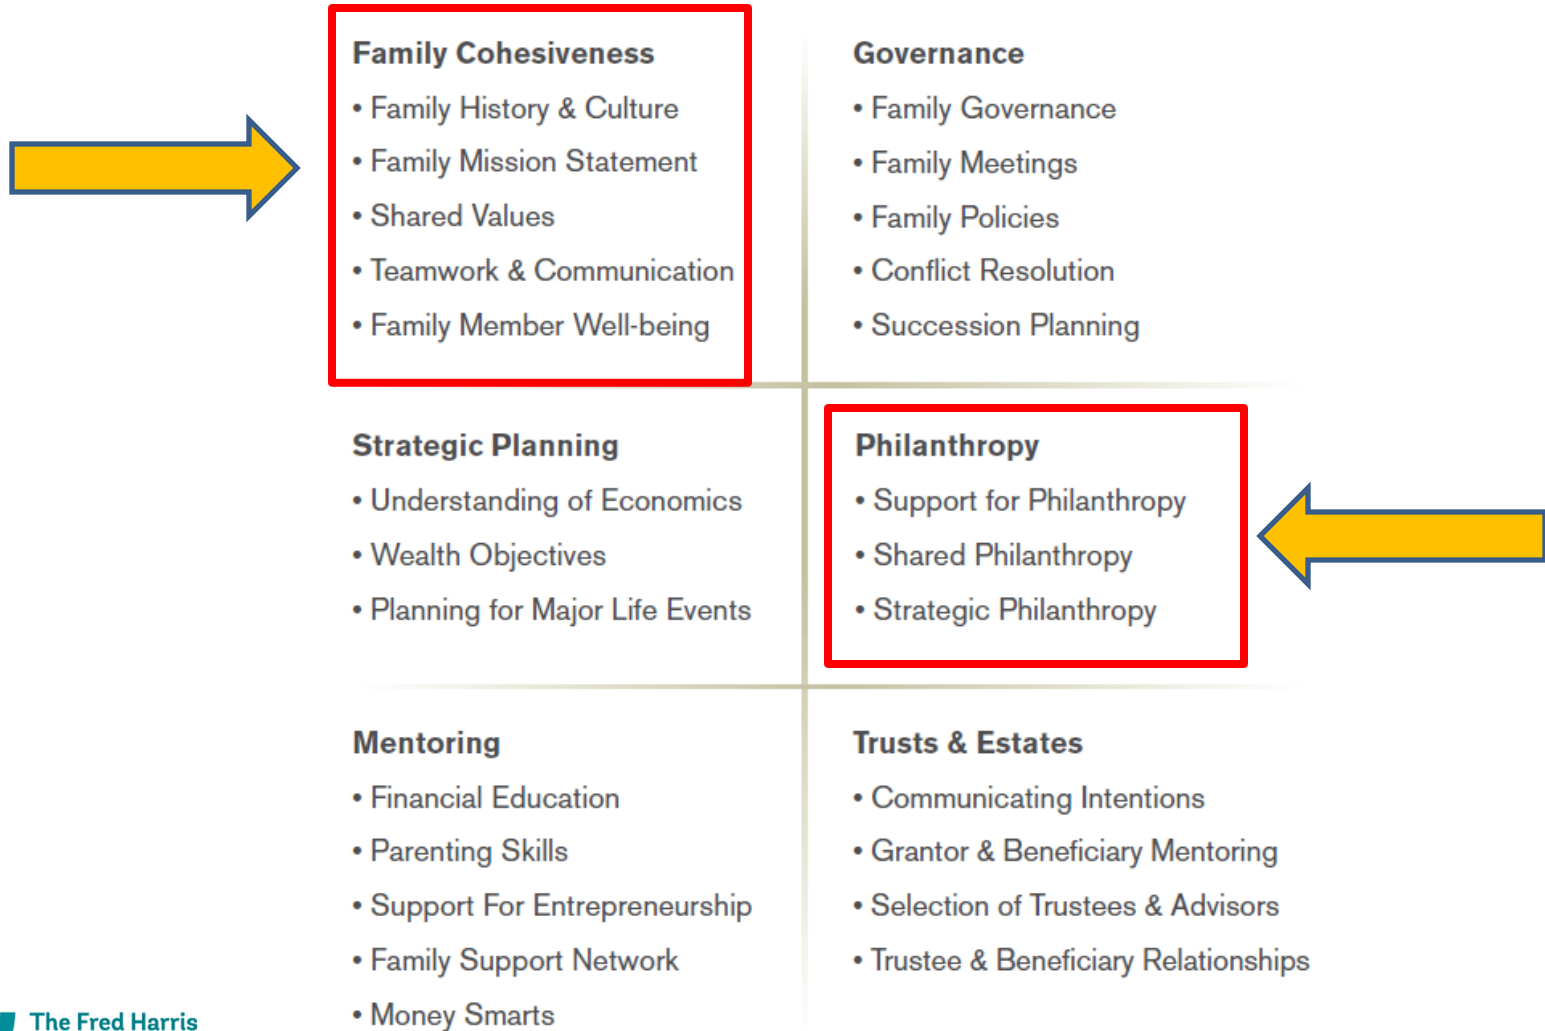 Family Cohesiveness
• Family History & Culture
• Family Mission Statement
• Shared Values
• Teamwork & Communication
• Family Member Well-being
Governance
• Family Governance
• Family Meetings
• Family Policies
• Conflict Resolution
• Succession Planning
Strategic Planning
• Understanding of Economics
• Wealth Objectives
• Planning for Major Life Events
Philanthropy
• Support for Philanthropy
• Shared Philanthropy
• Strategic Philanthropy
Mentoring
• Financial Education
• Parenting Skills
• Support For Entrepreneurship
• Family Support Network
• Money Smarts
Trusts & Estates
• Communicating Intentions
• Grantor & Beneficiary Mentoring
• Selection of Trustees & Advisors
• Trustee & Beneficiary Relationships
The Fred Harris